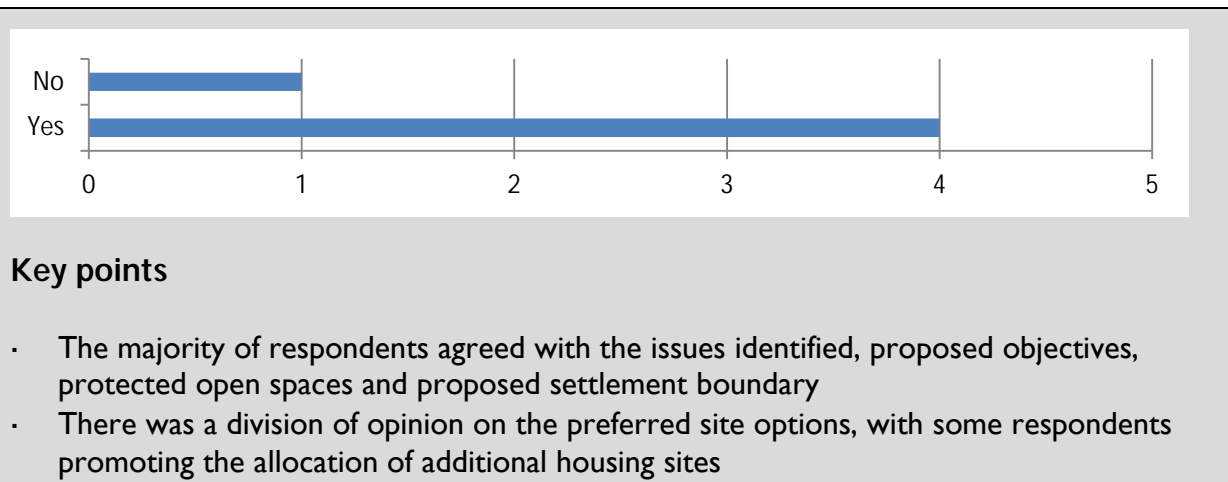 No
Yes
0 1 2 3 4 5
Key points
· The majority of respondents agreed with the issues identified, proposed objectives,
protected open spaces and proposed settlement boundary
· There was a division of opinion on the preferred site options, with some respondents
promoting the allocation of additional housing sites